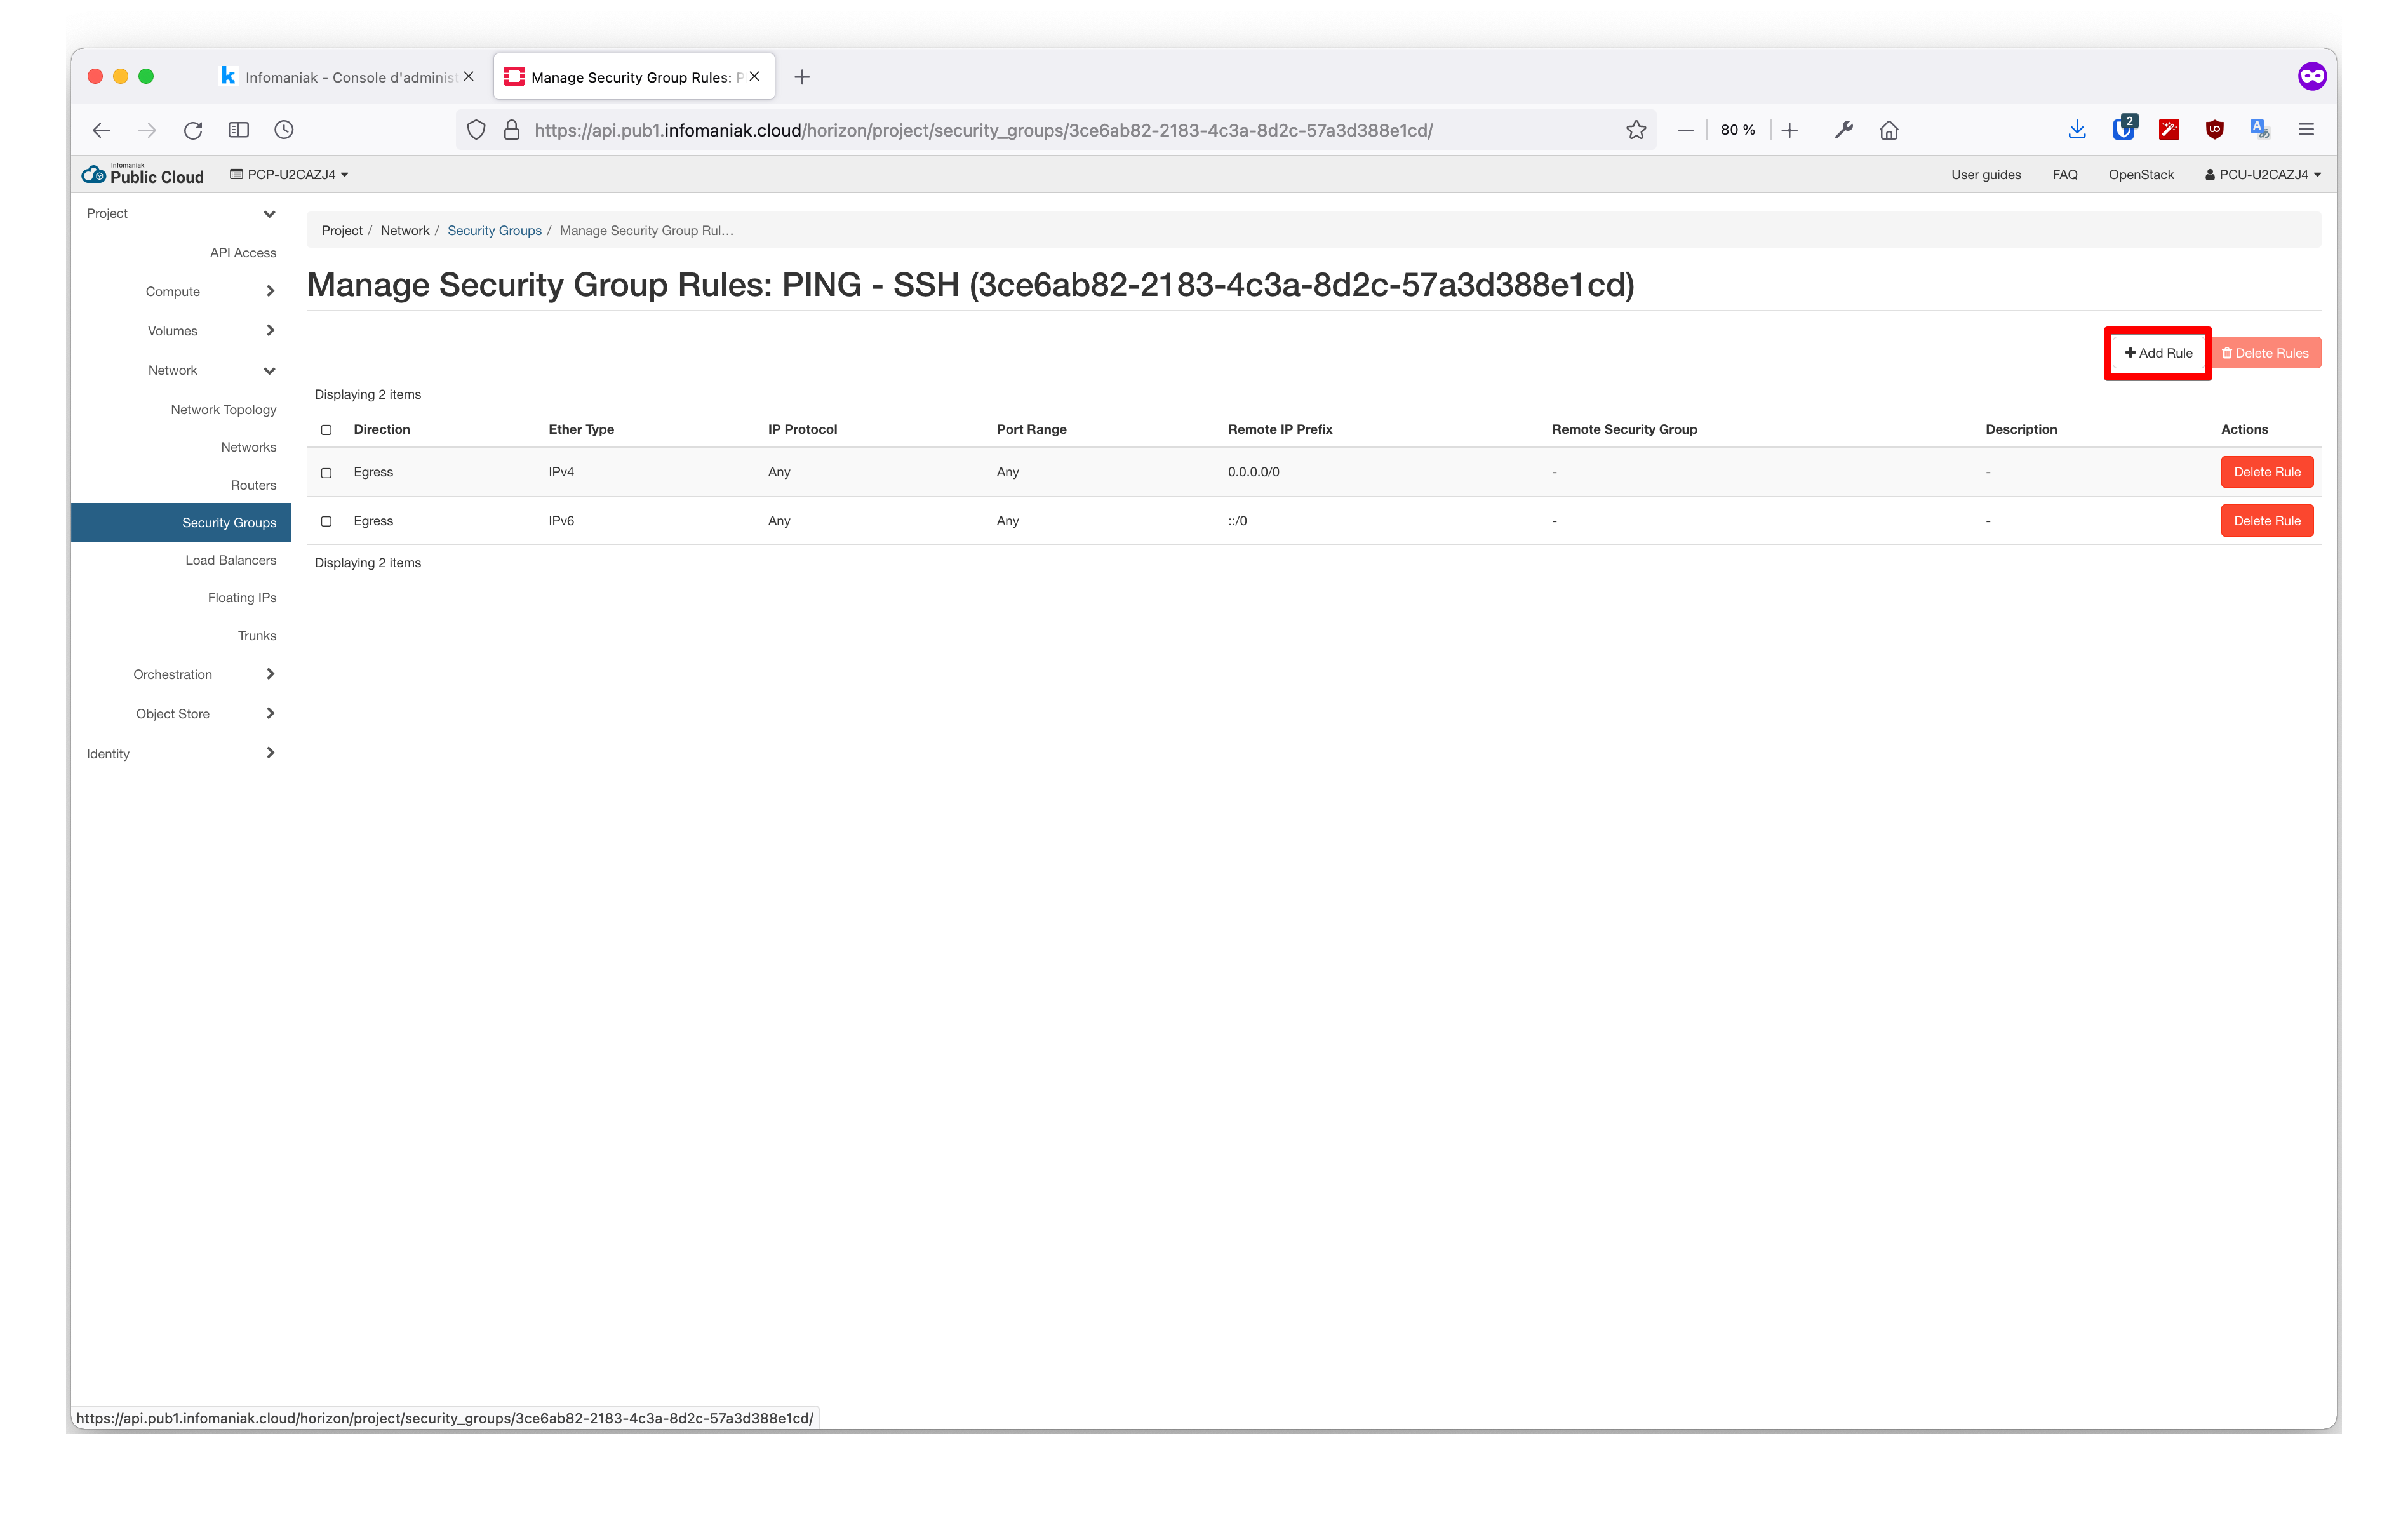 Infomaniak - Console d'administ
Manage Security Group Rules: P
https://api.pub1.infomaniak.cloud/horizon/project/security_groups/3ce6ab82-2183-4c3a-8d2c-57a3d388e1cd/
80 %
2
Infomaniak
Public Cloud
PCP-U2CAZJ4
User guides
FAQ
OpenStack
PCU-U2CAZJ4
Project
API Access
Compute
Volumes
Network
Network Topology
Networks
Routers
Security Groups
Load Balancers
Floating IPs
Trunks
Orchestration
Object Store
Identity
Project / Network / Security Groups / Manage Security Group Rul...
Manage Security Group Rules: PING - SSH (3ce6ab82-2183-4c3a-8d2c-57a3d388e1cd)
Add Rule
Delete Rules
Displaying 2 items
Direction Ether Type IP Protocol Port Range Remote IP Prefix Remote Security Group Description Actions
Egress IPv4 Any Any 0.0.0.0/0 - - Delete Rule
Egress IPv6 Any Any ::/0 - - Delete Rule
Displaying 2 items
https://api.pub1.infomaniak.cloud/horizon/project/security_groups/3ce6ab82-2183-4c3a-8d2c-57a3d388e1cd/